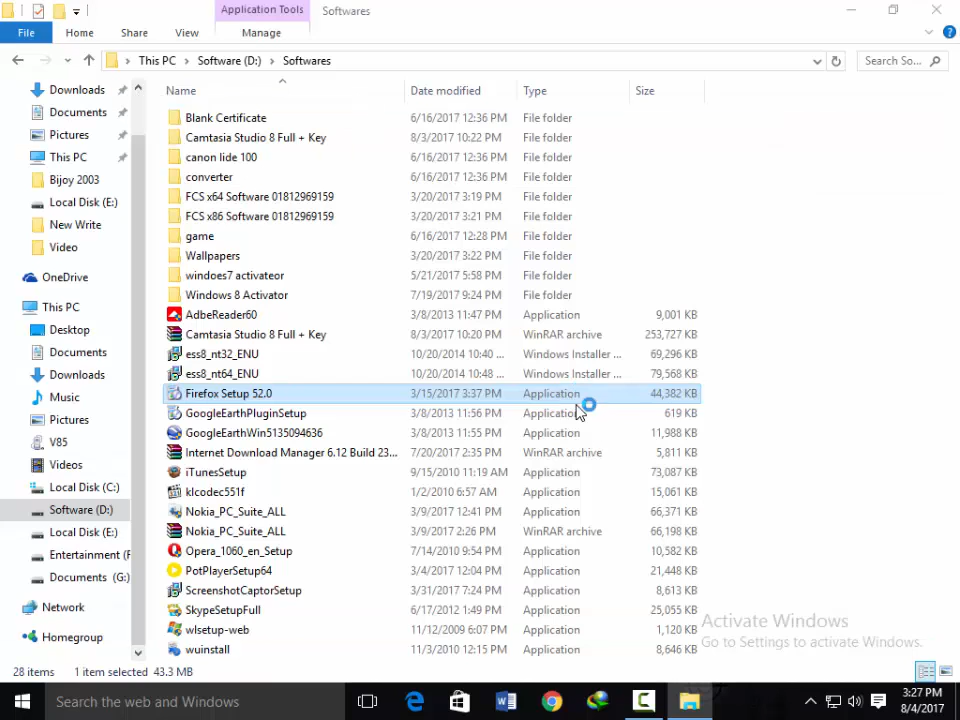 Application Tools Softwares
File Home Share View Manage
This PC Software (D:) Softwares Search So...
Name Date modified Type Size
Downloads
Documents
Pictures
This PC
Bijoy 2003
Local Disk (E:)
New Write
Video
OneDrive
This PC
Desktop
Documents
Downloads
Music
Pictures
V85
Videos
Local Disk (C:)
Software (D:)
Local Disk (E:)
Entertainment (F
Documents (G:)
Network
Homegroup
Blank Certificate 6/16/2017 12:36 PM File folder
Camtasia Studio 8 Full + Key 8/3/2017 10:22 PM File folder
canon lide 100 6/16/2017 12:36 PM File folder
converter 6/16/2017 12:36 PM File folder
FCS x64 Software 01812969159 3/20/2017 3:19 PM File folder
FCS x86 Software 01812969159 3/20/2017 3:21 PM File folder
game 6/16/2017 12:28 PM File folder
Wallpapers 3/20/2017 3:22 PM File folder
windoes7 activateor 5/21/2017 5:58 PM File folder
Windows 8 Activator 7/19/2017 9:24 PM File folder
AdbeReader60 3/8/2013 11:47 PM Application 9,001 KB
Camtasia Studio 8 Full + Key 8/3/2017 10:20 PM WinRAR archive 253,727 KB
ess8_nt32_ENU 10/20/2014 10:40 ... Windows Installer ... 69,296 KB
ess8_nt64_ENU 10/20/2014 10:48 ... Windows Installer ... 79,568 KB
Firefox Setup 52.0 3/15/2017 3:37 PM Application 44,382 KB
GoogleEarthPluginSetup 3/8/2013 11:56 PM Application 619 KB
GoogleEarthWin5135094636 3/8/2013 11:55 PM Application 11,988 KB
Internet Download Manager 6.12 Build 23... 7/20/2017 2:35 PM WinRAR archive 5,811 KB
iTunesSetup 9/15/2010 11:19 AM Application 73,087 KB
klcodec551f 1/2/2010 6:57 AM Application 15,061 KB
Nokia_PC_Suite_ALL 3/9/2017 12:41 PM Application 66,371 KB
Nokia_PC_Suite_ALL 3/9/2017 2:26 PM WinRAR archive 66,198 KB
Opera_1060_en_Setup 7/14/2010 9:54 PM Application 10,582 KB
PotPlayerSetup64 3/4/2017 12:04 PM Application 21,448 KB
ScreenshotCaptorSetup 3/31/2017 7:24 PM Application 8,613 KB
SkypeSetupFull 6/17/2012 1:49 PM Application 25,055 KB
wlsetup-web 11/12/2009 6:07 PM Application 1,120 KB
wuinstall 11/3/2010 12:15 PM Application 8,646 KB
Activate Windows
Go to Settings to activate Windows.
28 items 1 item selected 43.3 MB
Search the web and Windows
3:27 PM
8/4/2017